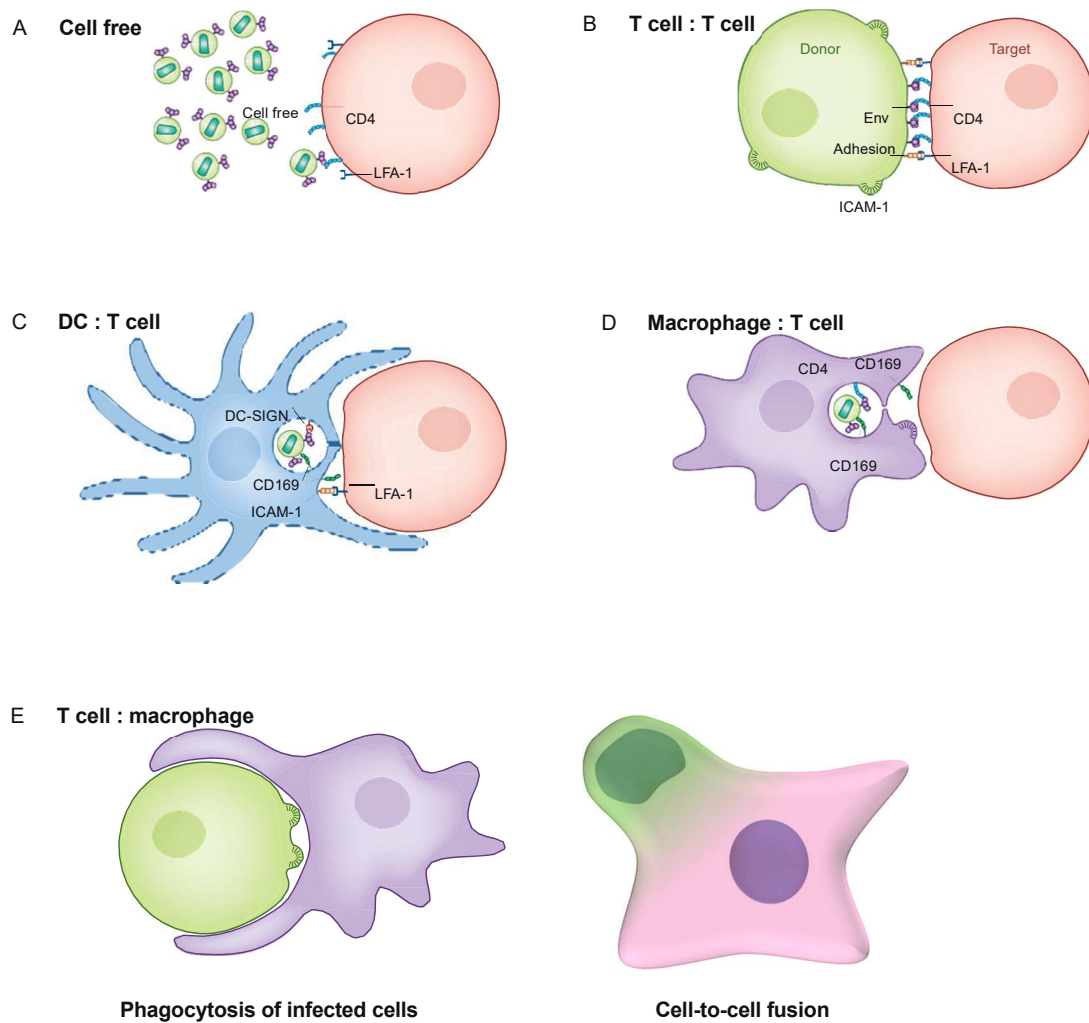 A Cell free
Cell free
CD4
LFA-1
B T cell : T cell
Donor
Target
Env
CD4
Adhesion
LFA-1
ICAM-1
C DC : T cell
DC-SIGN
CD169
ICAM-1
LFA-1
D Macrophage : T cell
CD4
CD169
CD169
E T cell : macrophage
Phagocytosis of infected cells
Cell-to-cell fusion